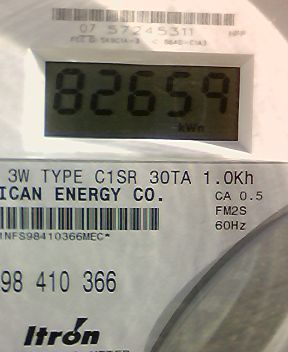 07 57245311
82659
kWh
3W TYPE C1SR 30TA 1.0Kh
ICAN ENERGY CO.
CA 0.5
FM2S
60Hz
1NFS98410366MEC*
98 410 366
Itron